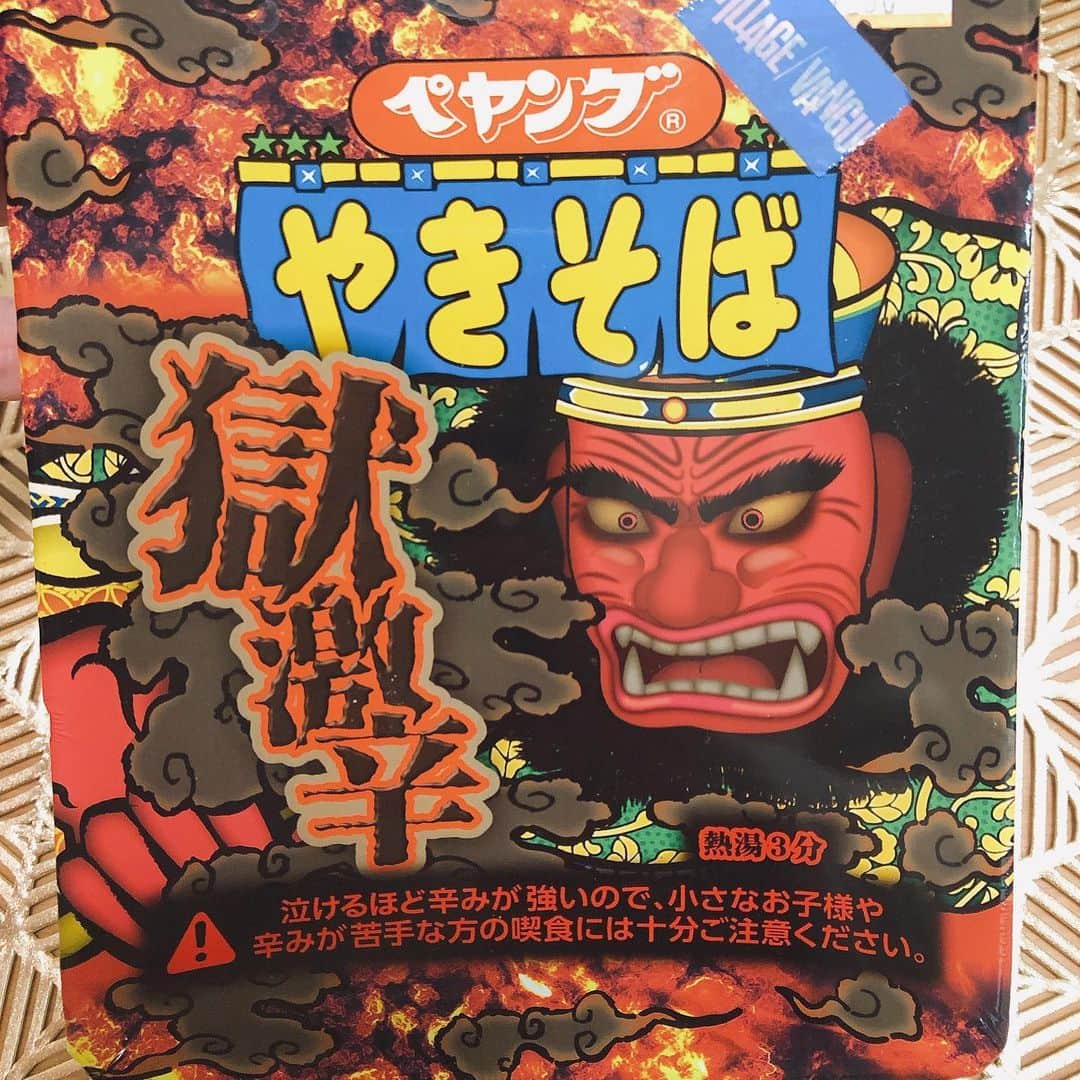 VILLAGE/VANGU
ペヤング®
やきそば
獄激辛
熱湯3分
泣けるほど辛みが強いので、小さなお子様や
辛みが苦手な方の喫食には十分ご注意ください。